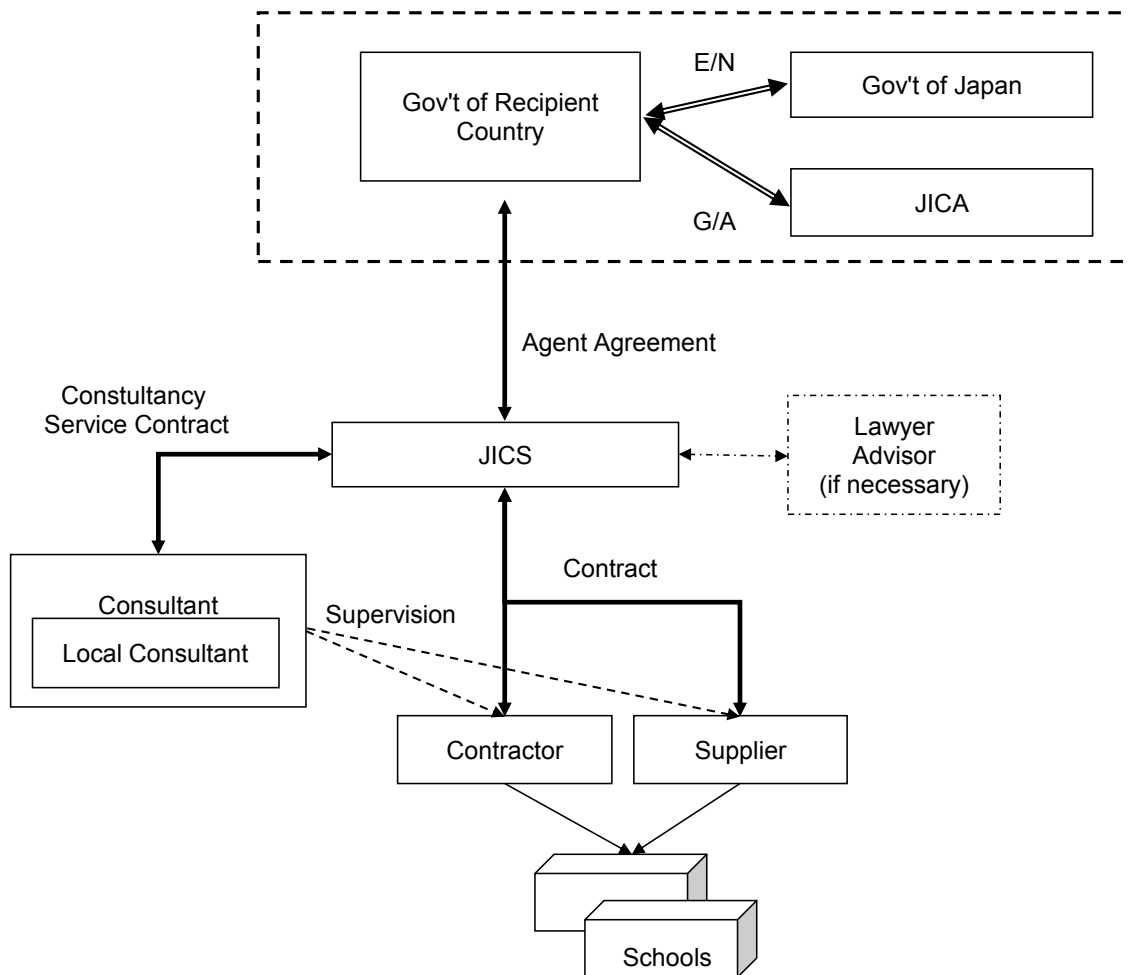 E/N
Gov't of Recipient
Country
Gov't of Japan
JICA
G/A
Agent Agreement
Constultancy
Service Contract
JICS
Lawyer
Advisor
(if necessary)
Contract
Consultant
Supervision
Local Consultant
Contractor
Supplier
Schools